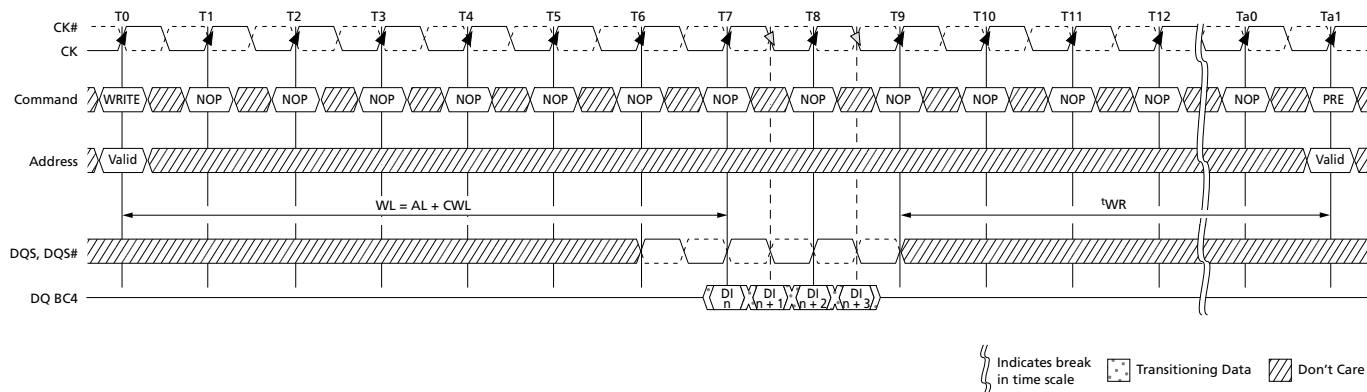 T0 T1 T2 T3 T4 T5 T6 T7 T8 T9 T10 T11 T12 Ta0 Ta1
CK#
CK
Command WRITE NOP NOP NOP NOP NOP NOP NOP NOP NOP NOP NOP NOP NOP PRE
Address Valid Valid
WL = AL + CWL tWR
DQS, DQS#
DQ BC4 DI n DI n + 1 DI n + 2 DI n + 3
Indicates break
in time scale
Transitioning Data
Don't Care